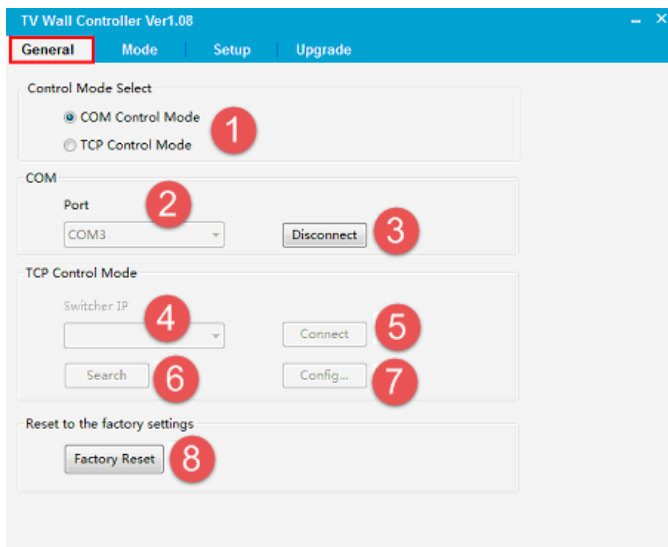 TV Wall Controller Ver1.08
General Mode Setup Upgrade
Control Mode Select
COM Control Mode
1
TCP Control Mode
COM
Port
2
COM3
Disconnect
3
TCP Control Mode
Switcher IP
4
Connect
5
Search
6
Config...
7
Reset to the factory settings
Factory Reset
8